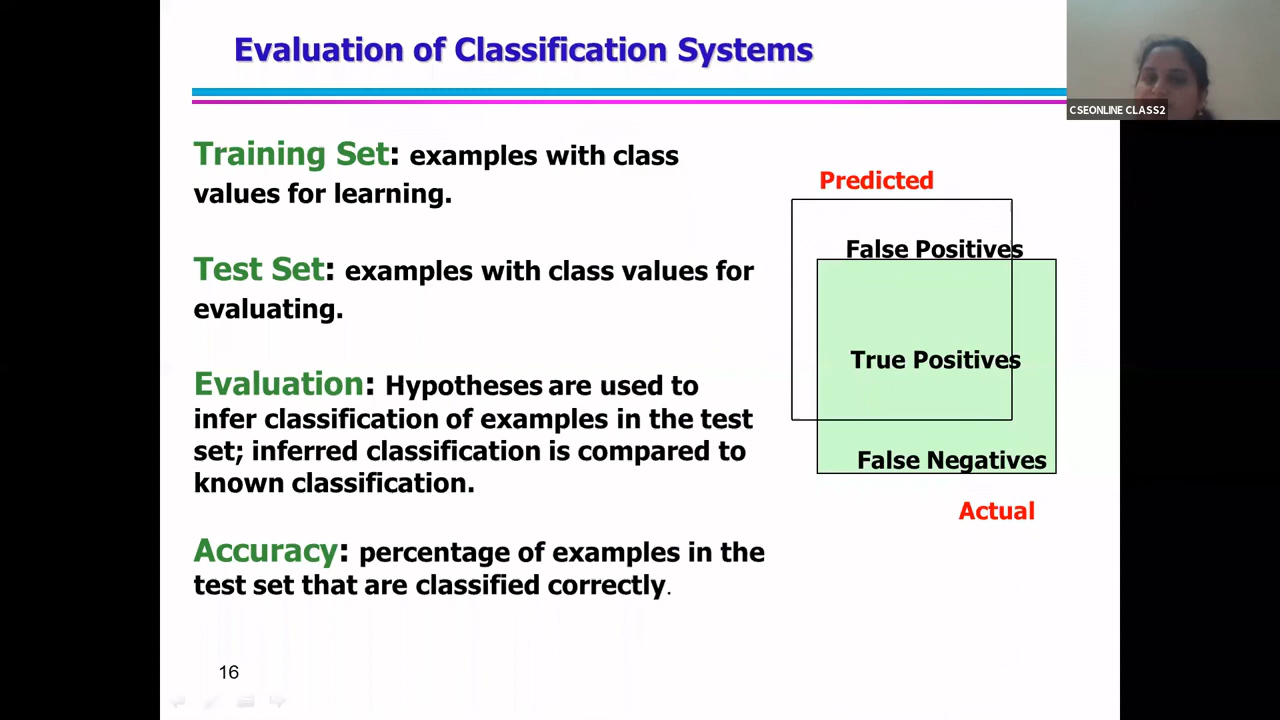 Evaluation of Classification Systems
CSEONLINE CLASS2
Training Set: examples with class
values for learning.
Test Set: examples with class values for
evaluating.
Evaluation: Hypotheses are used to
infer classification of examples in the test
set; inferred classification is compared to
known classification.
Accuracy: percentage of examples in the
test set that are classified correctly.
Predicted
False Positives
True Positives
False Negatives
Actual
16